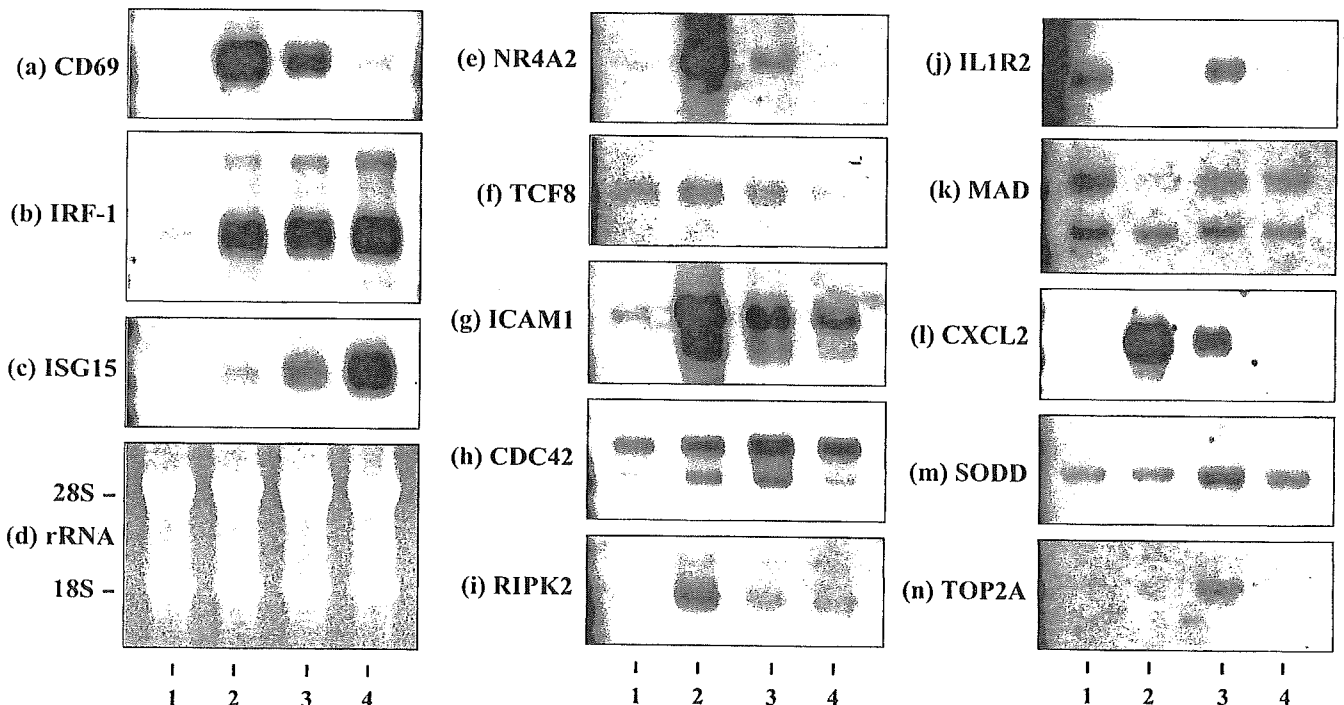 (a) CD69
(b) IRF-1
(c) ISG15
28S –
(d) rRNA
18S –
1 2 3 4
(e) NR4A2
(f) TCF8
(g) ICAM1
(h) CDC42
(i) RIPK2
1 2 3 4
(j) IL1R2
(k) MAD
(l) CXCL2
(m) SODD
(n) TOP2A
1 2 3 4